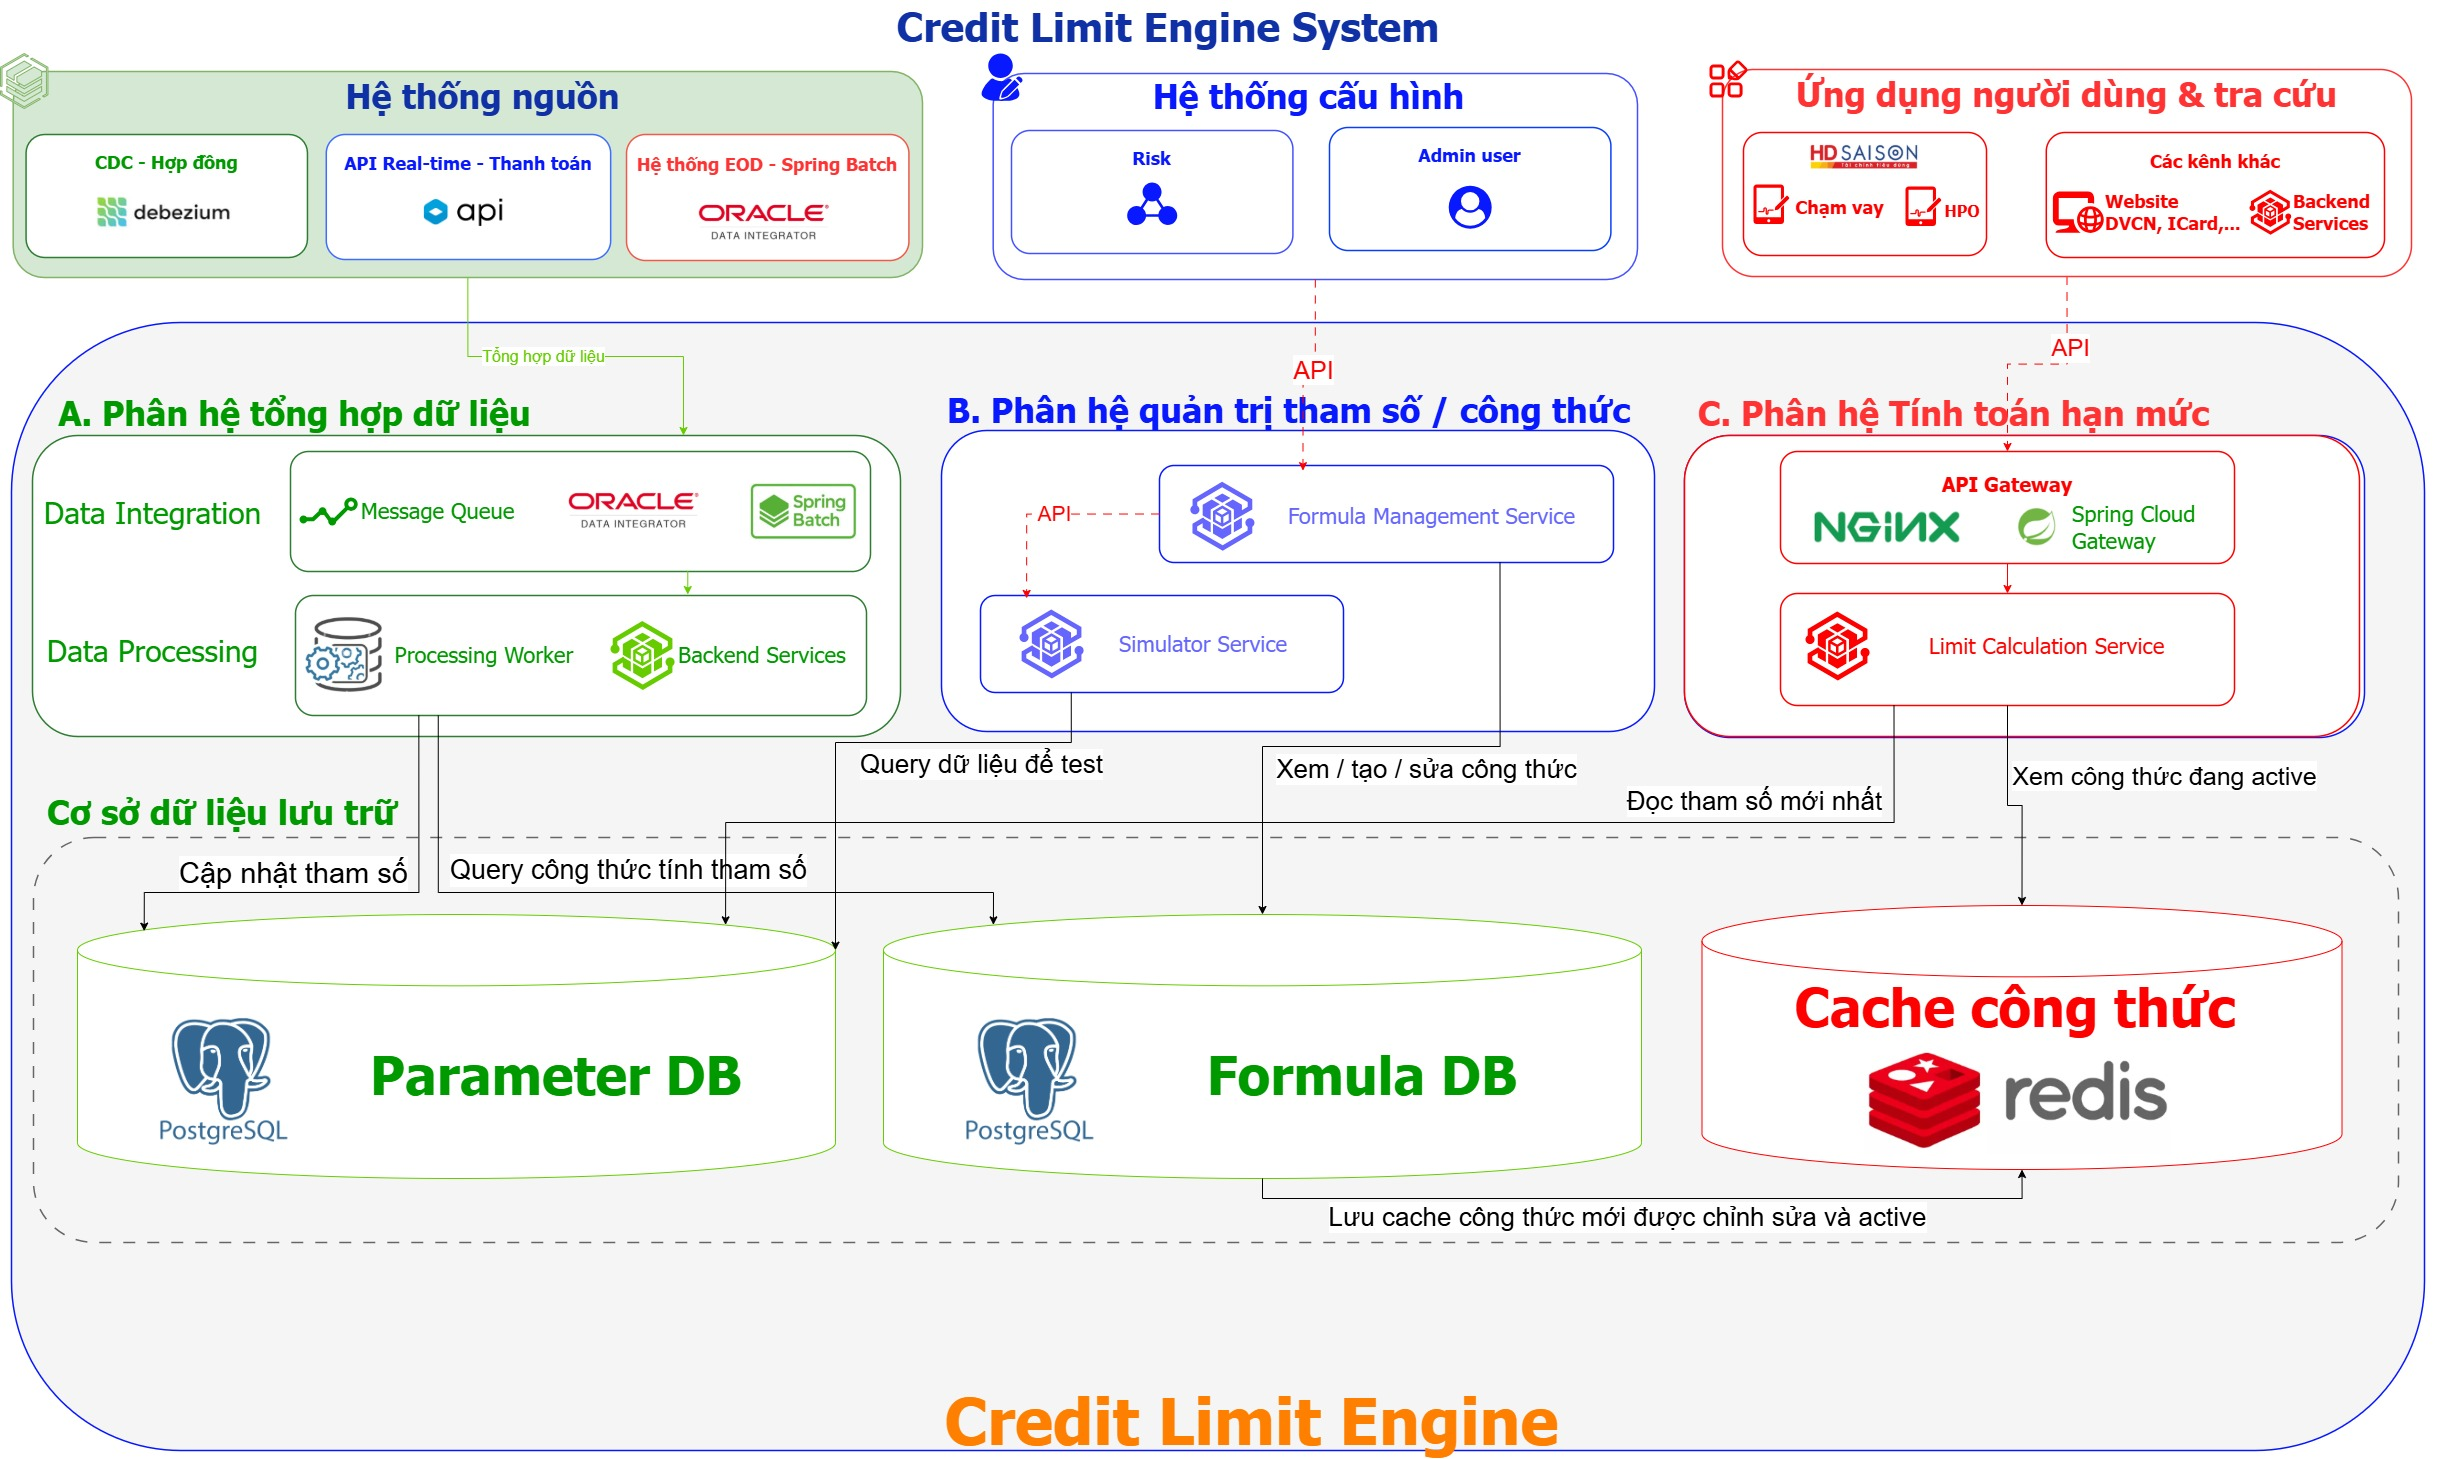 Credit Limit Engine System
Hệ thống nguồn
CDC - Hợp đồng
debezium
API Real-time - Thanh toán
api
Hệ thống EOD - Spring Batch
ORACLE
DATA INTEGRATOR
Hệ thống cấu hình
Risk
Admin user
Ứng dụng người dùng & tra cứu
HD SAISON
Tài chính tiêu dùng
Chạm vay
HPO
Các kênh khác
Website
DVCN, ICard,...
Backend
Services
Tổng hợp dữ liệu
API
API
A. Phân hệ tổng hợp dữ liệu
Data Integration
Message Queue
ORACLE
DATA INTEGRATOR
Spring
Batch
Data Processing
Processing Worker
Backend Services
B. Phân hệ quản trị tham số / công thức
Formula Management Service
API
Simulator Service
C. Phân hệ Tính toán hạn mức
API Gateway
NGINX
Spring Cloud
Gateway
Limit Calculation Service
Query dữ liệu để test
Xem / tạo / sửa công thức
Xem công thức đang active
Đọc tham số mới nhất
Cơ sở dữ liệu lưu trữ
Cập nhật tham số
Query công thức tính tham số
PostgreSQL
Parameter DB
PostgreSQL
Formula DB
Cache công thức
redis
Lưu cache công thức mới được chỉnh sửa và active
Credit Limit Engine